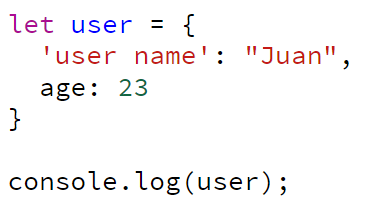 let user = {
  'user name': "Juan",
  age: 23
}

console.log(user);